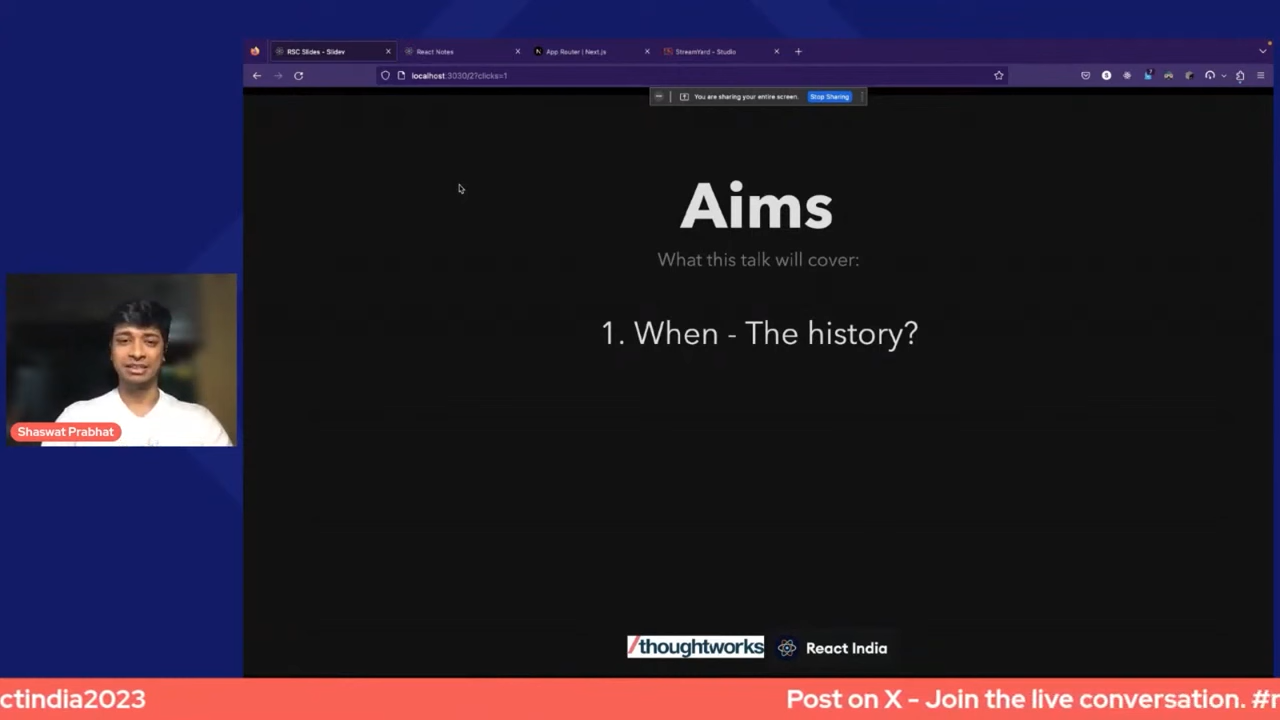 RSC Slides - Slidev
React Notes
App Router | Next.js
StreamYard - Studio
localhost:3030/2?clicks=1
You are sharing your entire screen.
Stop Sharing
Aims
What this talk will cover:
1. When - The history?
Shaswat Prabhat
/thoughtworks
React India
ctindia2023
Post on X - Join the live conversation. #r